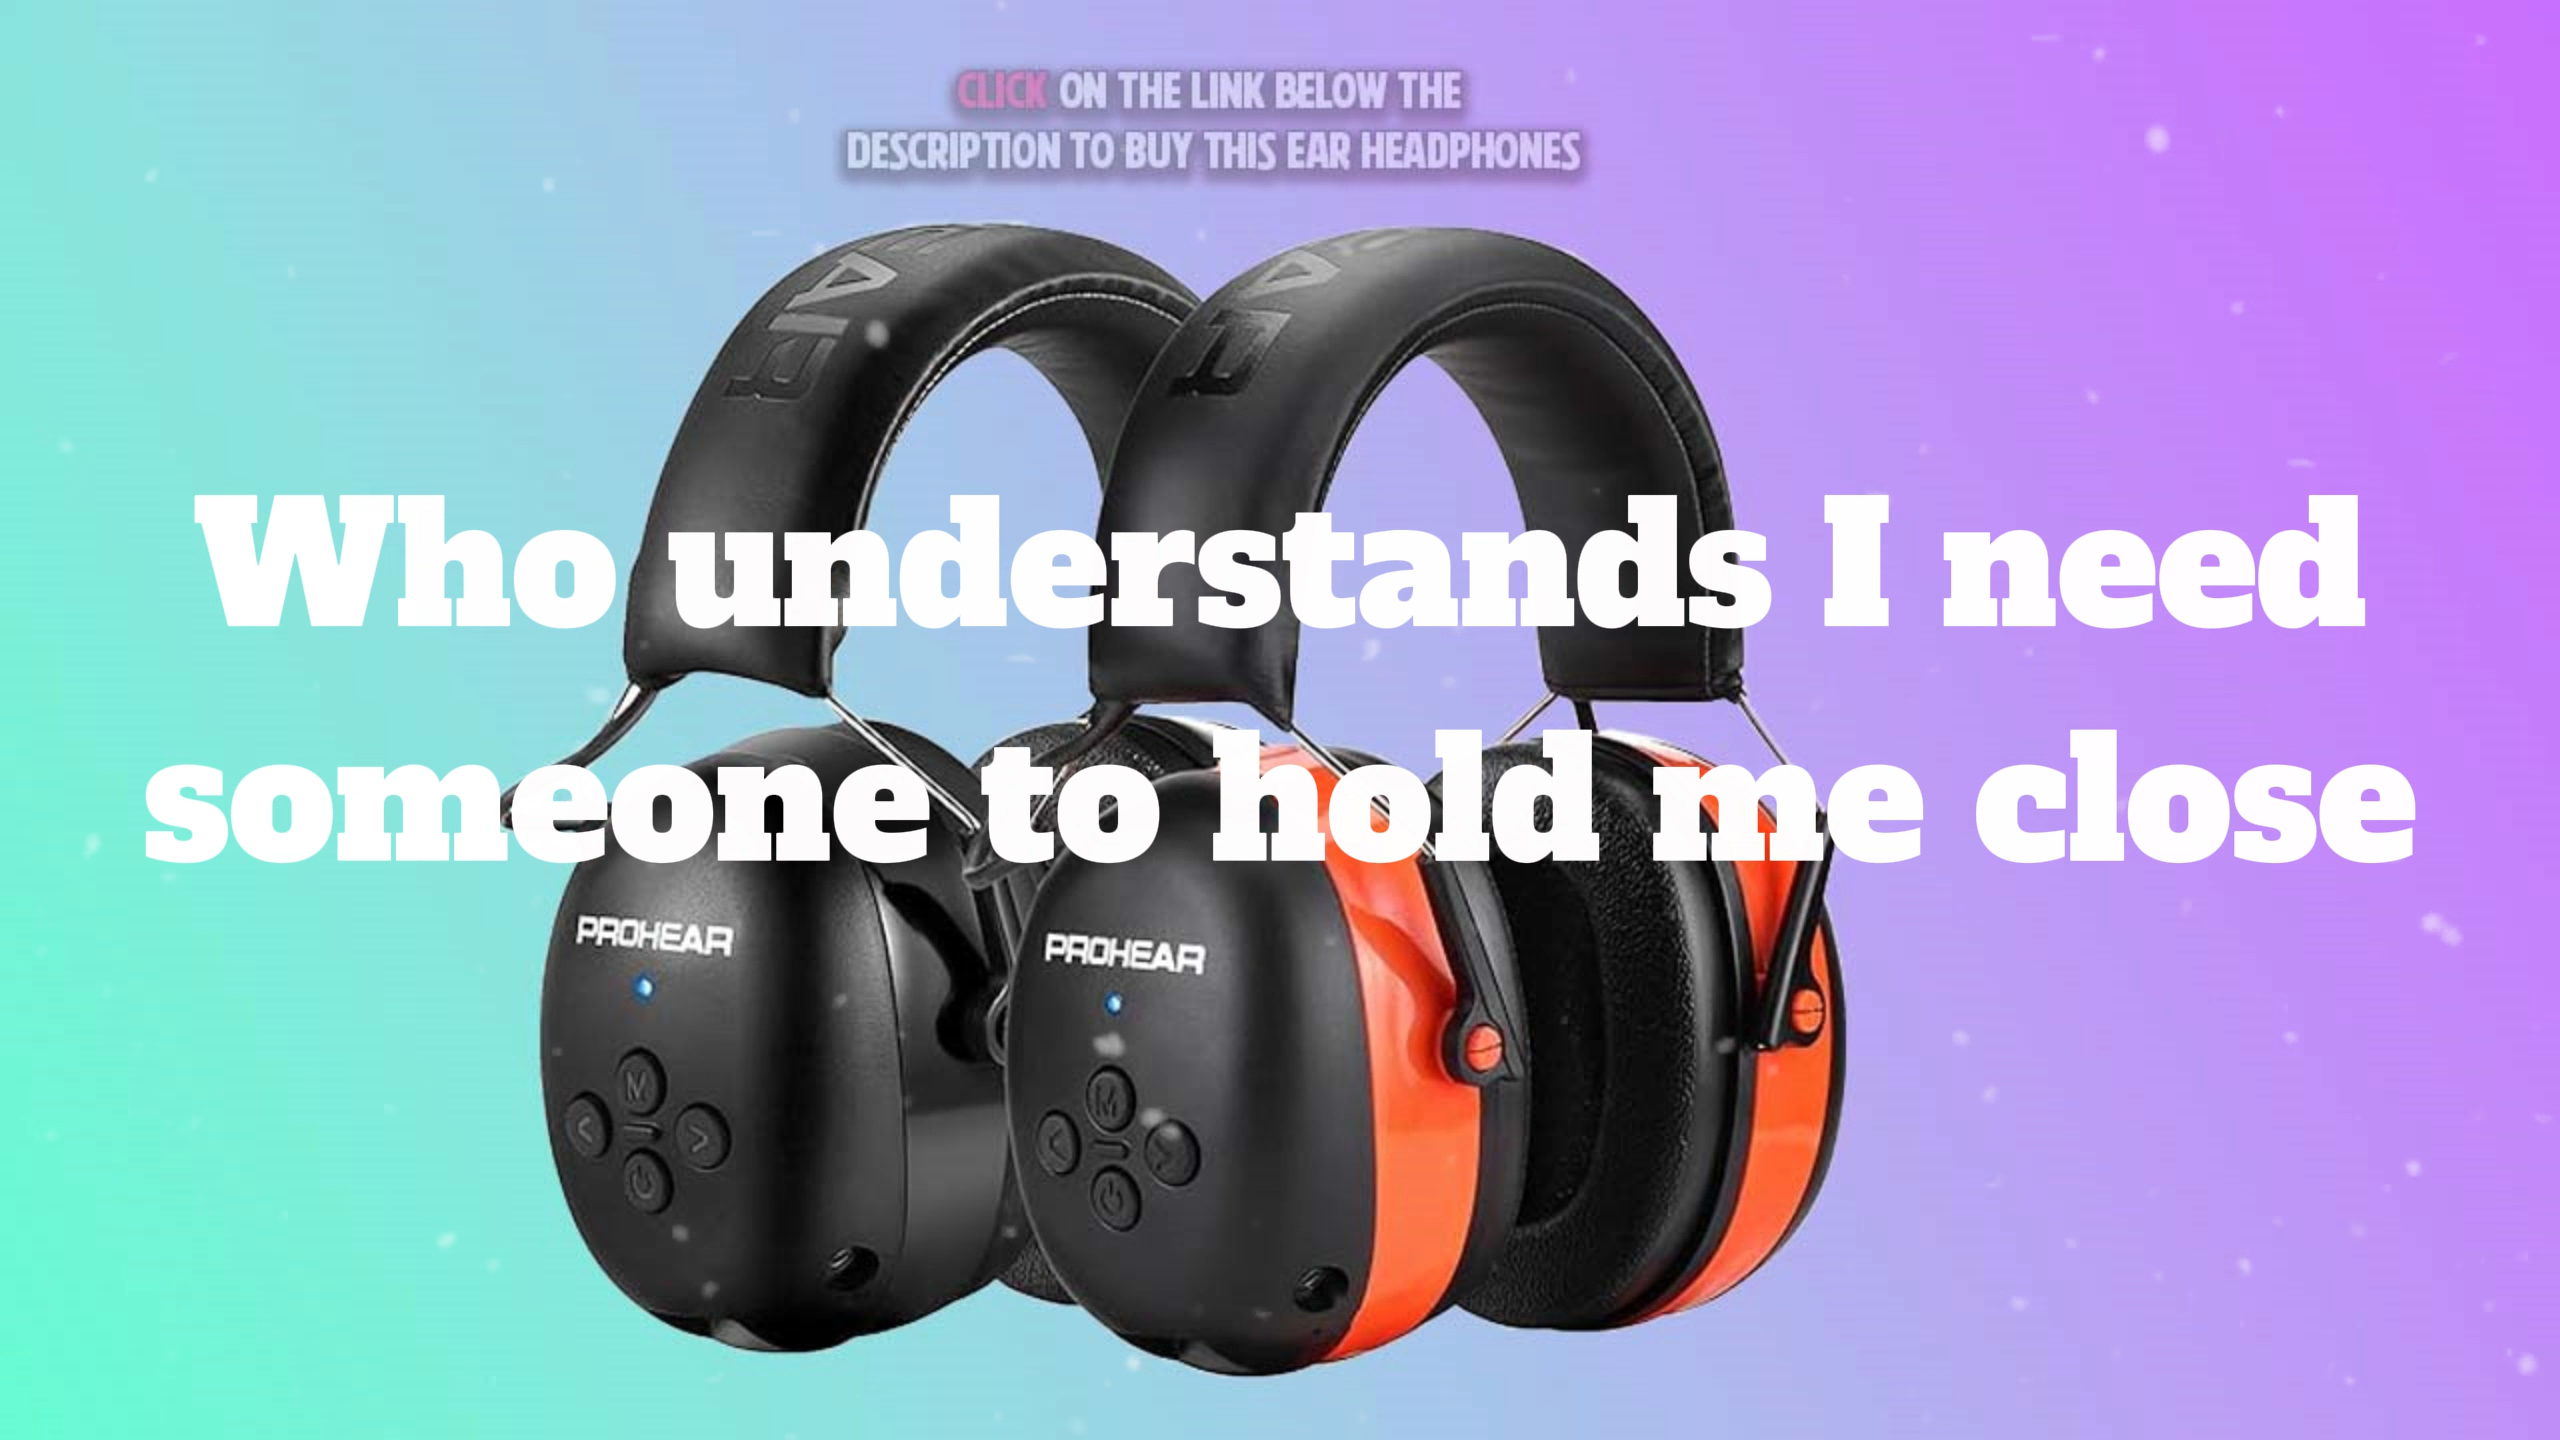 CLICK ON THE LINK BELOW THE
DESCRIPTION TO BUY THIS EAR HEADPHONES
Who understands I need
someone to hold me close
PROHEAR
PROHEAR
M
M